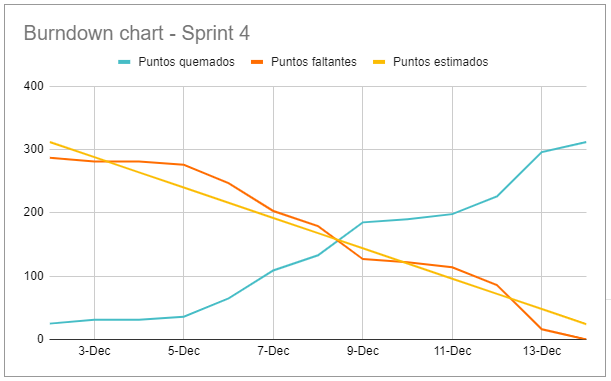 Burndown chart - Sprint 4
Puntos quemados Puntos faltantes Puntos estimados
400
300
200
100
0
3-Dec 5-Dec 7-Dec 9-Dec 11-Dec 13-Dec